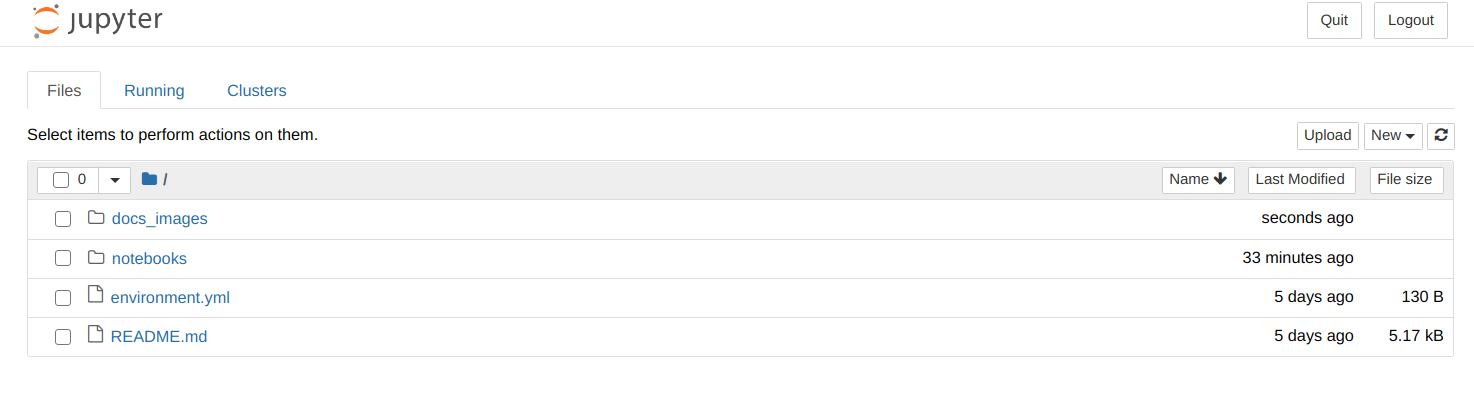 jupyter Quit Logout
Files Running Clusters
Select items to perform actions on them. Upload New
0 / Name Last Modified File size
docs_images seconds ago
notebooks 33 minutes ago
environment.yml 5 days ago 130 B
README.md 5 days ago 5.17 kB